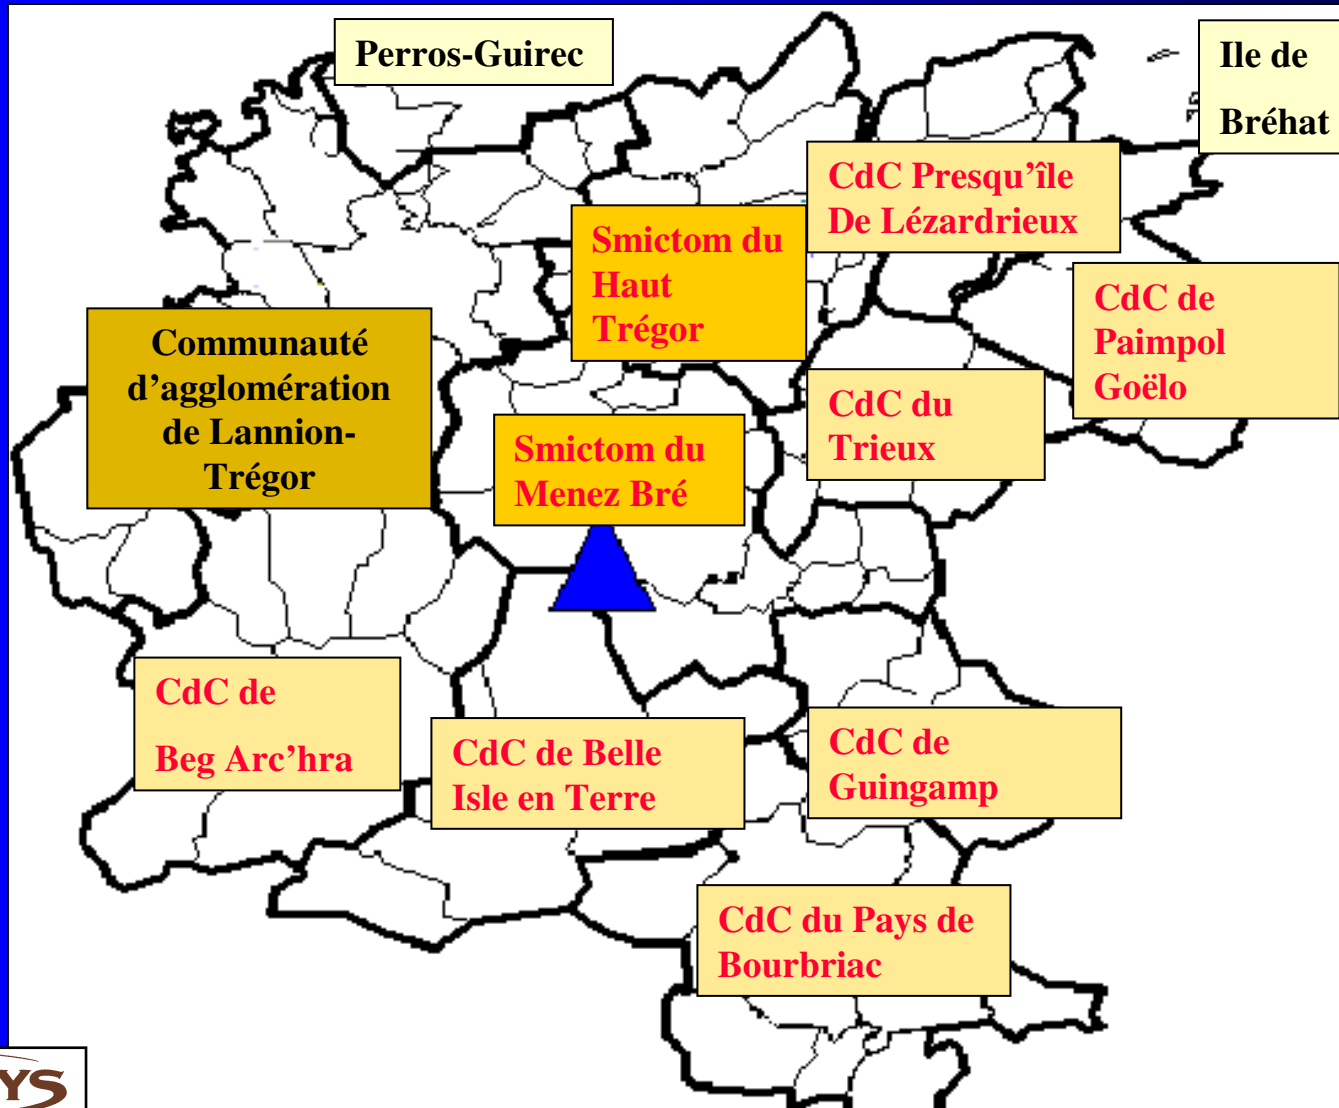 Perros-Guirec
Ile de
Bréhat
CdC Presqu’île
De Lézardrieux
Smictom du
Haut
Trégor
CdC de
Paimpol
Goëlo
Communauté
d’agglomération
de Lannion-
Trégor
CdC du
Trieux
Smictom du
Menez Bré
CdC de
Beg Arc’hra
CdC de Belle
Isle en Terre
CdC de
Guingamp
CdC du Pays de
Bourbriac
YS